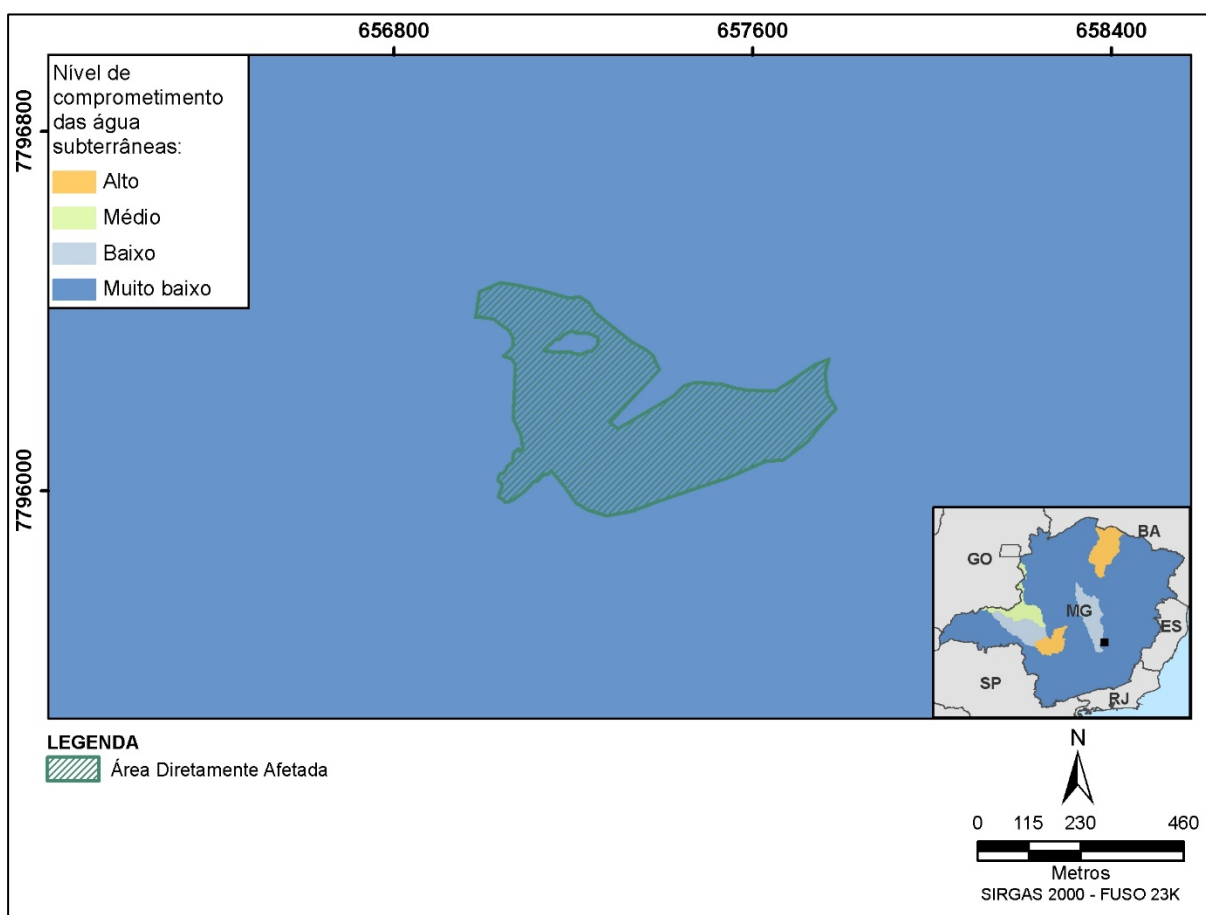 656800 657600 658400
7796800
7796000
Nível de
comprometimento
das água
subterrâneas:
Alto
Médio
Baixo
Muito baixo
BA
GO
MG
ES
SP
RJ
LEGENDA
Área Diretamente Afetada
N
0 115 230 460
Metros
SIRGAS 2000 - FUSO 23K